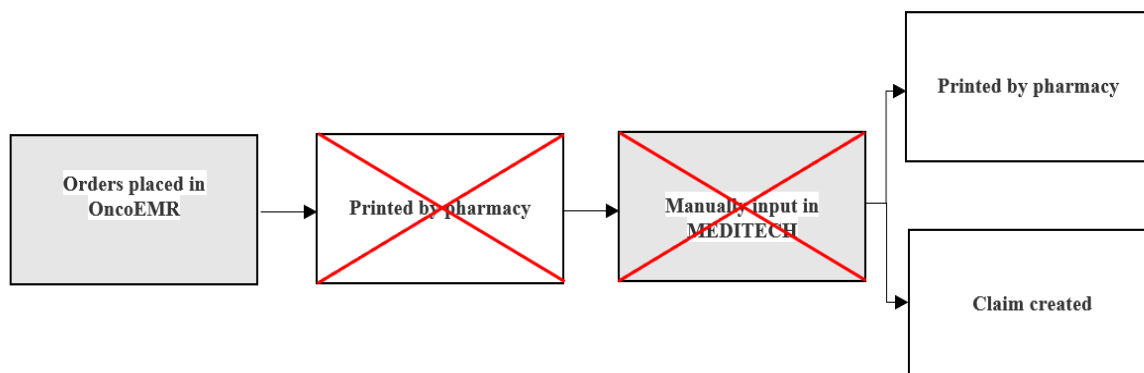 Orders placed in
OncoEMR
Printed by pharmacy
Manually input in
MEDITECH
Printed by pharmacy
Claim created